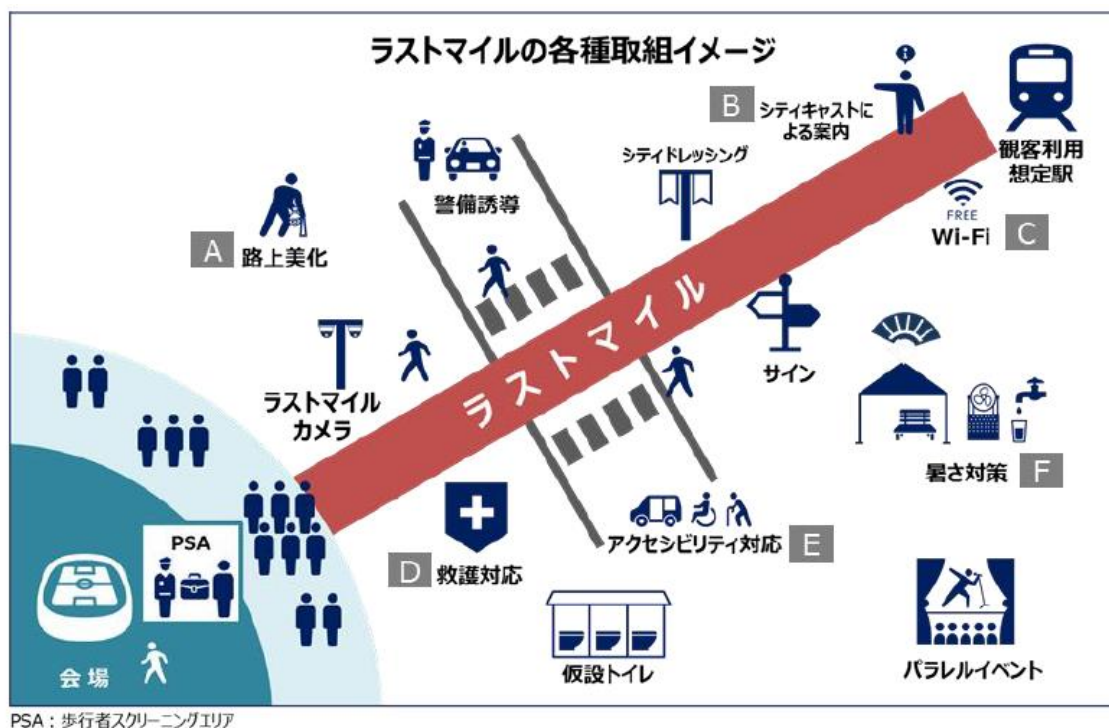 ラストマイルの各種取組イメージ
B シティキャストに
よる案内
観客利用
想定駅
シティドレッシング
警備誘導
FREE
Wi-Fi C
A 路上美化
ラストマイル
サイン
ラストマイル
カメラ
暑さ対策 F
アクセシビリティ対応 E
D 救護対応
PSA
仮設トイレ
パラレルイベント
会場
PSA：歩行者スクリーニングエリア